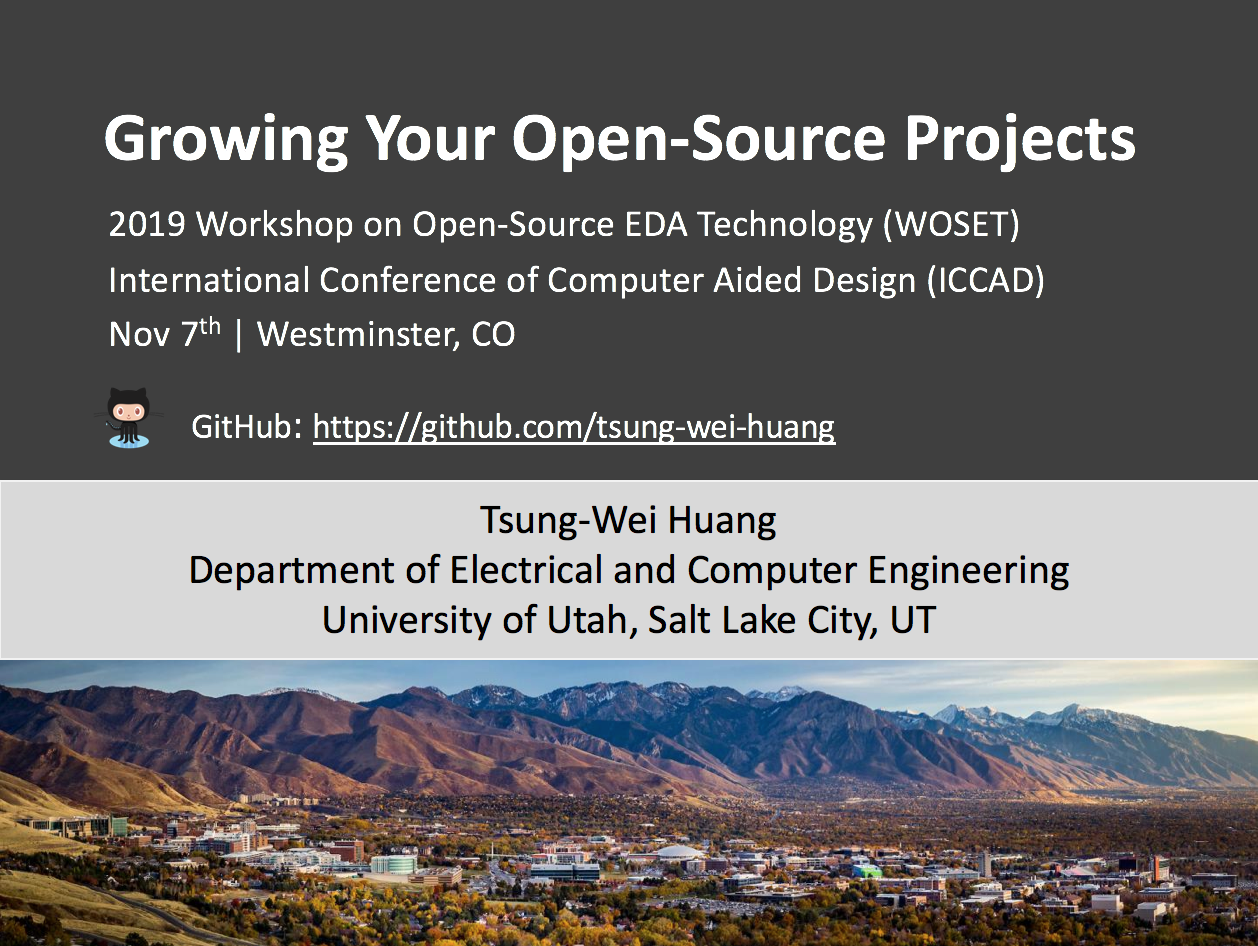 Growing Your Open-Source Projects
2019 Workshop on Open-Source EDA Technology (WOSET)
International Conference of Computer Aided Design (ICCAD)
Nov 7th | Westminster, CO
GitHub: https://github.com/tsung-wei-huang
Tsung-Wei Huang
Department of Electrical and Computer Engineering
University of Utah, Salt Lake City, UT